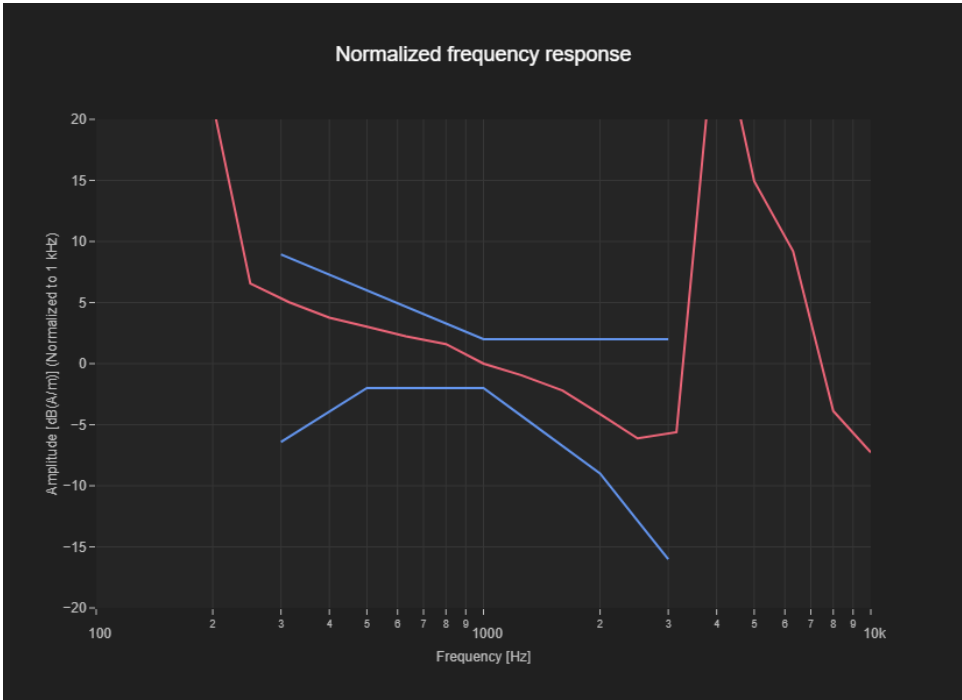 Normalized frequency response
Amplitude [dB(A/m)] (Normalized to 1 kHz)
20
15
10
5
0
−5
−10
−15
−20
100 2 3 4 5 6 7 8 9 1000 2 3 4 5 6 7 8 9 10k
Frequency [Hz]